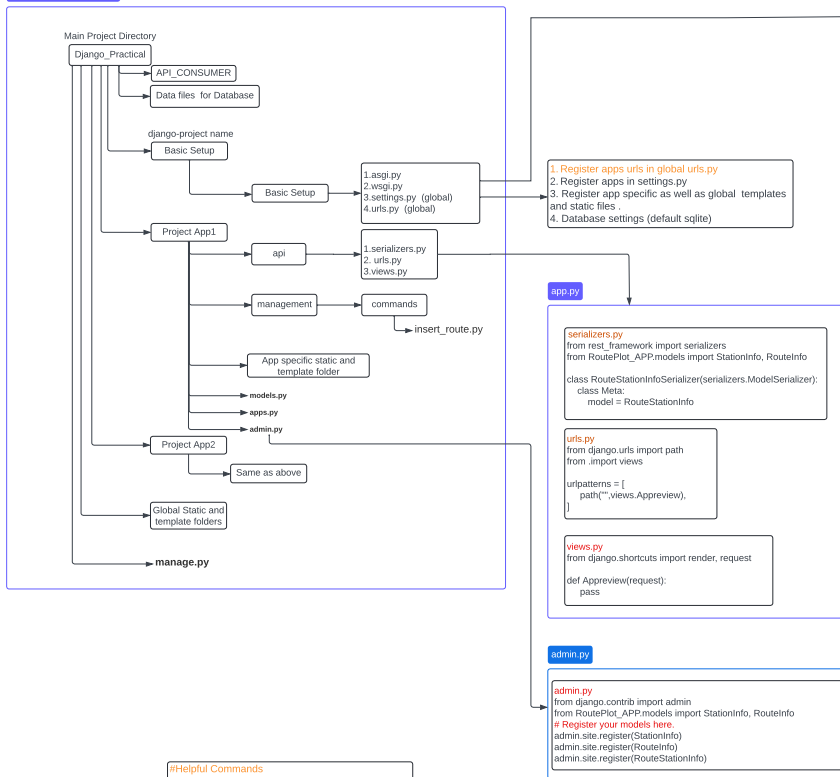 Main Project Directory
Django_Practical
API_CONSUMER
Data files  for Database
django-project name
Basic Setup
Basic Setup
1.asgi.py
2.wsgi.py
3.settings.py  (global)
4.urls.py  (global)
1. Register apps urls in global urls.py
2. Register apps in settings.py
3. Register app specific as well as global  templates
and static files .
4. Database settings (default sqlite)
Project App1
api
1.serializers.py
2. urls.py
3.views.py
management
commands
insert_route.py
App specific static and
template folder
models.py
apps.py
admin.py
Project App2
Same as above
Global Static and
template folders
manage.py
app.py
serializers.py
from rest_framework import serializers
from RoutePlot_APP.models import StationInfo, RouteInfo
class RouteStationInfoSerializer(serializers.ModelSerializer):
class Meta:
model = RouteStationInfo
urls.py
from django.urls import path
from .import views
urlpatterns = [
path("",views.Appreview),
]
views.py
from django.shortcuts import render, request
def Appreview(request):
pass
admin.py
admin.py
from django.contrib import admin
from RoutePlot_APP.models import StationInfo, RouteInfo
# Register your models here.
admin.site.register(StationInfo)
admin.site.register(RouteInfo)
admin.site.register(RouteStationInfo)
#Helpful Commands